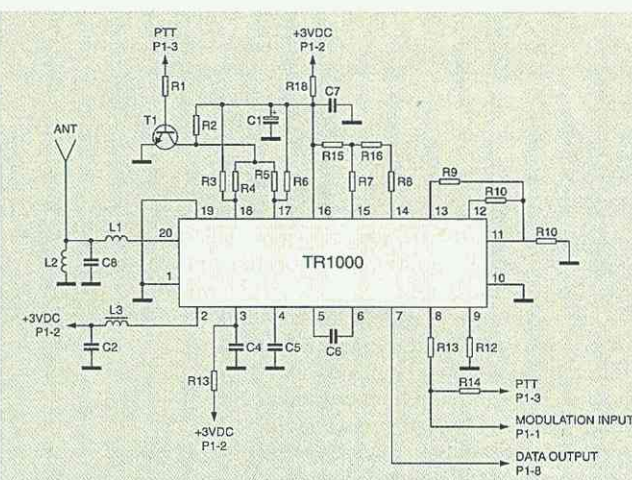 PTT
P1-3
+3VDC
P1-2
R1
R18
C7
T1
R2
C1
+
ANT
R15
R16
R3
R4
R5
R6
R7
R8
R9
R10
19
18
17
16
15
14
13
12
L1
20
11
R10
L2
C8
TR1000
1
10
+3VDC
P1-2
L3
2
3
4
5
6
7
8
9
C2
C4
C5
C6
R13
R12
R13
R14
PTT
P1-3
+3VDC
P1-2
MODULATION INPUT
P1-1
DATA OUTPUT
P1-8